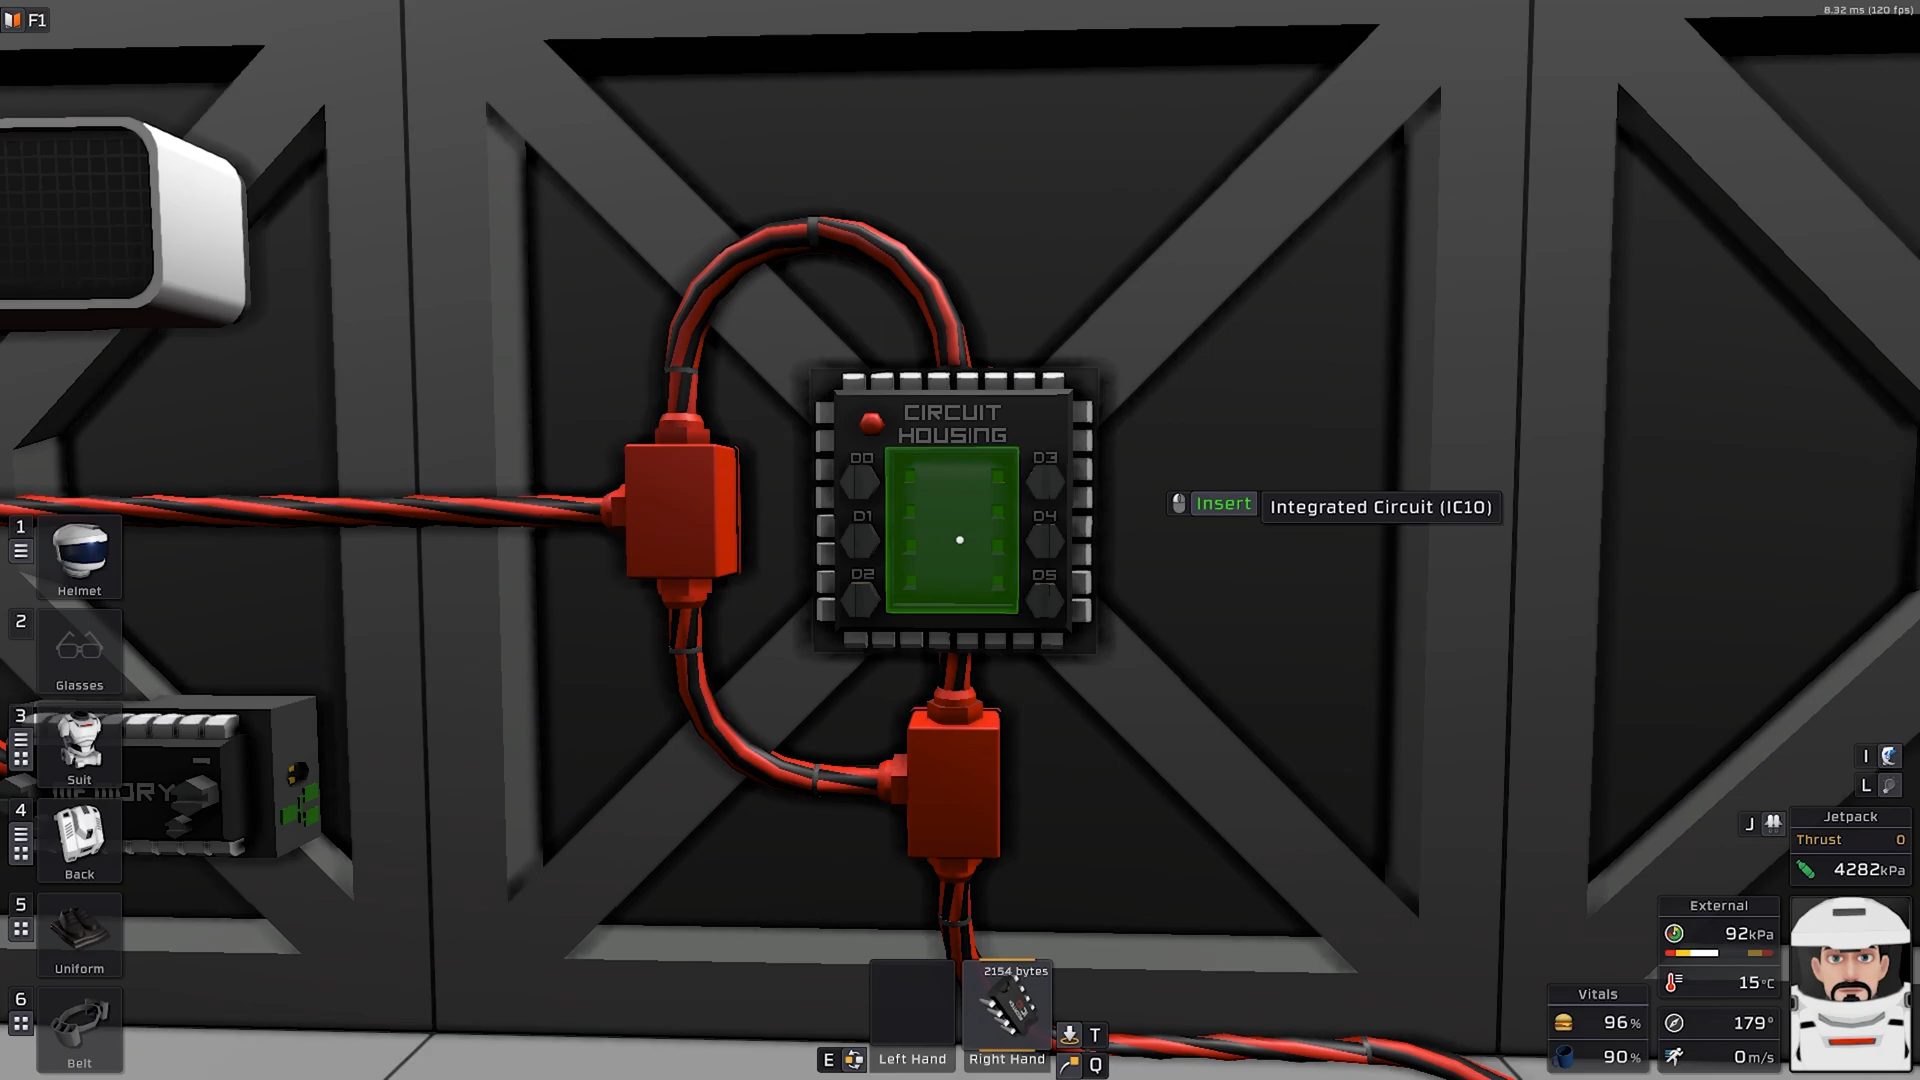 F1
8.32 ms (120 fps)
CIRCUIT
HOUSING
D0
D3
D1
D4
D2
D5
Insert
Integrated Circuit (IC10)
1
Helmet
2
Glasses
3
Suit
MEMORY
4
Back
5
Uniform
6
Belt
2154 bytes
E
Left Hand
Right Hand
T
Q
I
L
J
Jetpack
Thrust 0
4282kPa
External
92kPa
15°C
179°
0m/s
Vitals
96%
90%